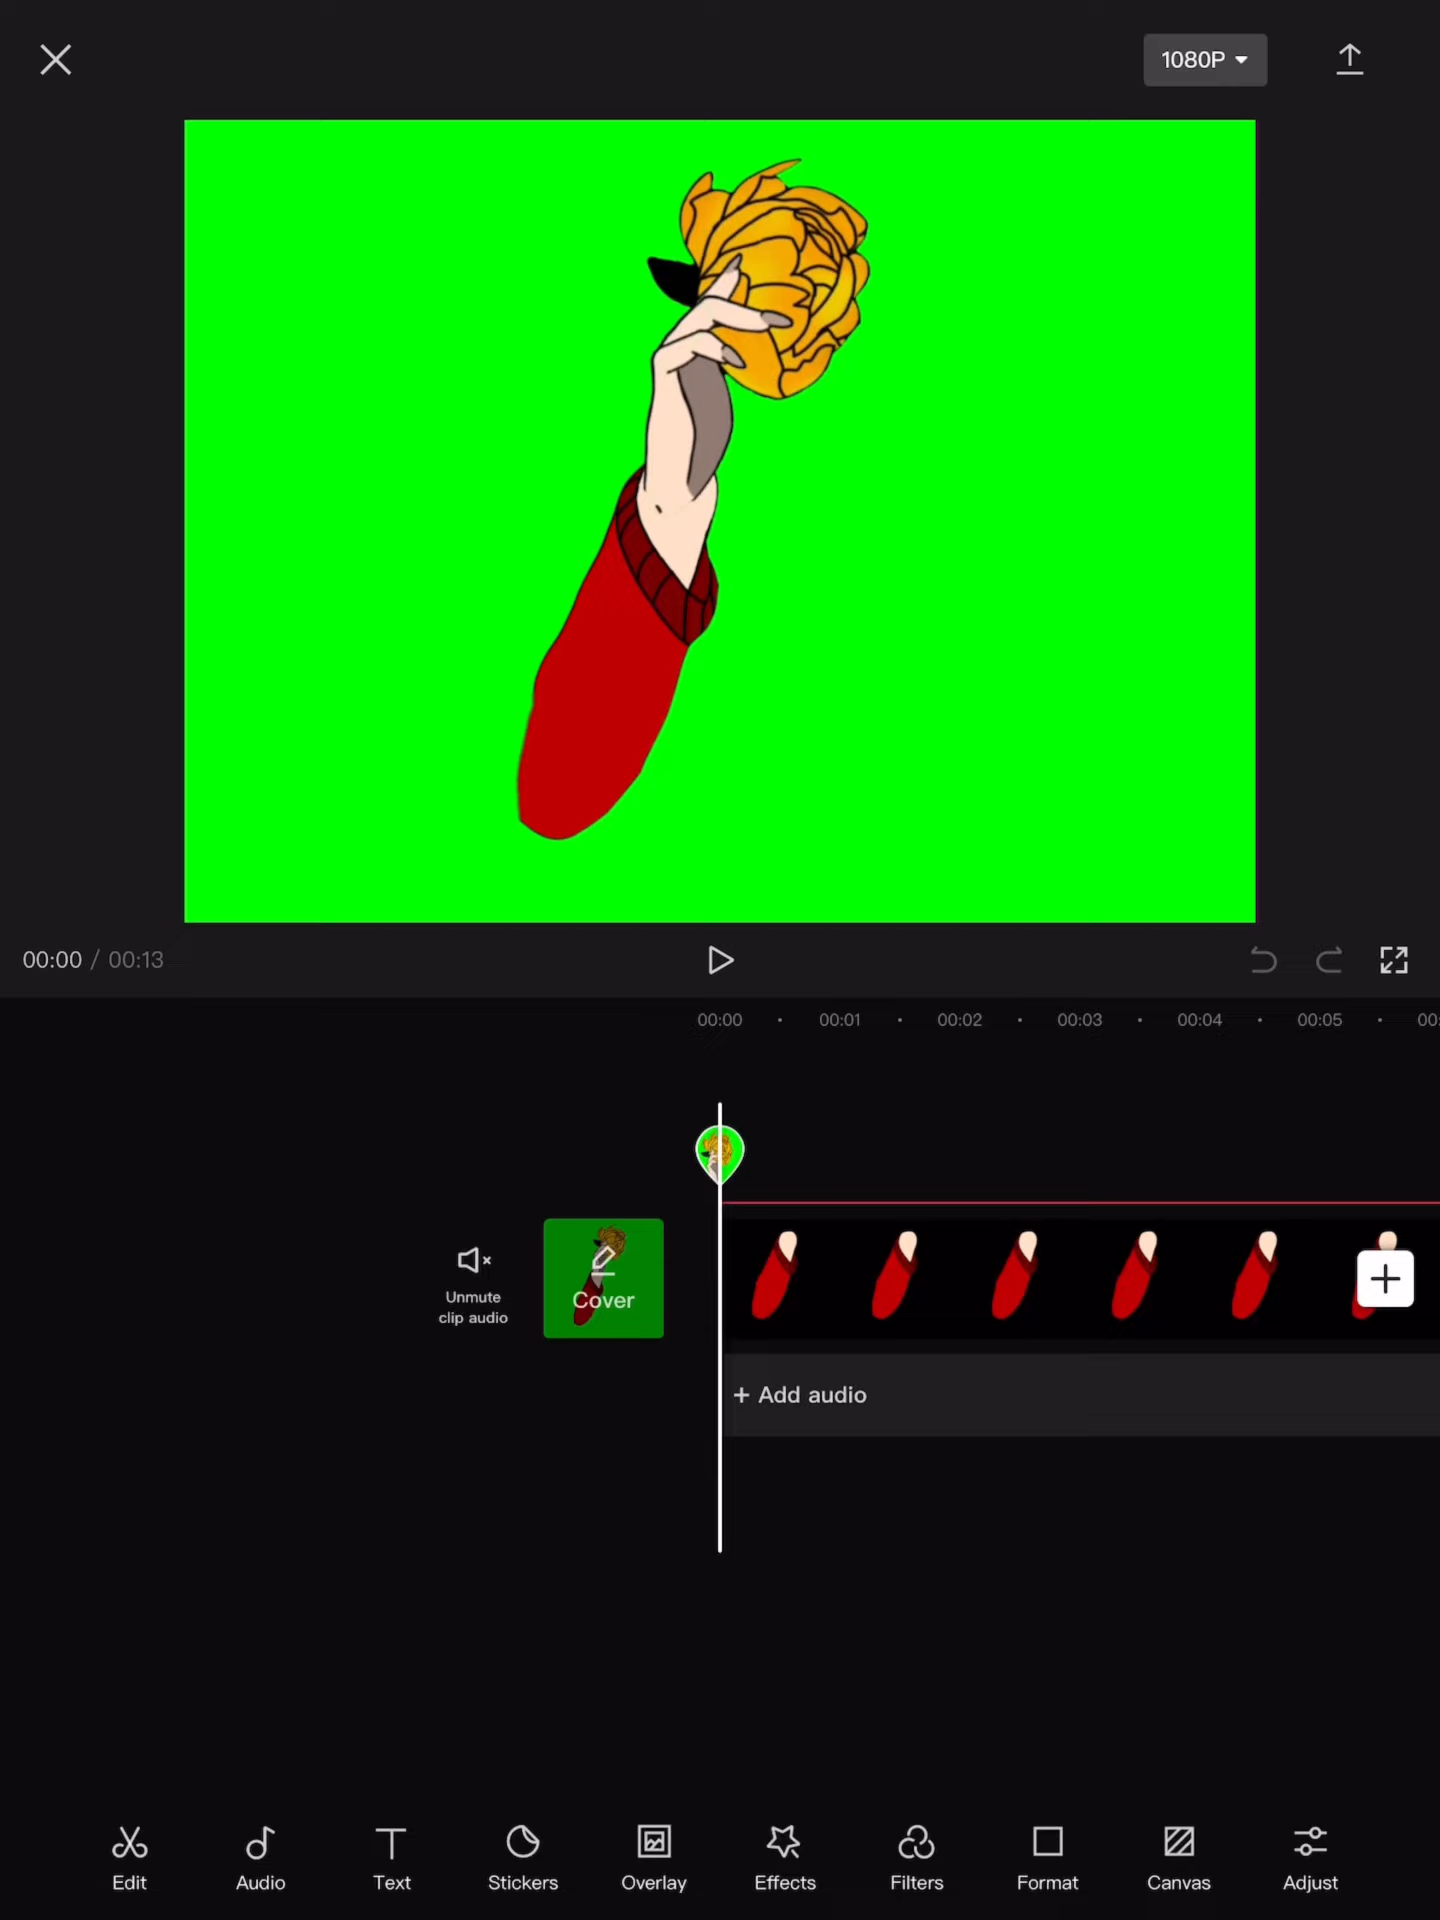 1080P
00:00 / 00:13
00:00 00:01 00:02 00:03 00:04 00:05 00:
Unmute
clip audio
Cover
+ Add audio
Edit Audio Text Stickers Overlay Effects Filters Format Canvas Adjust